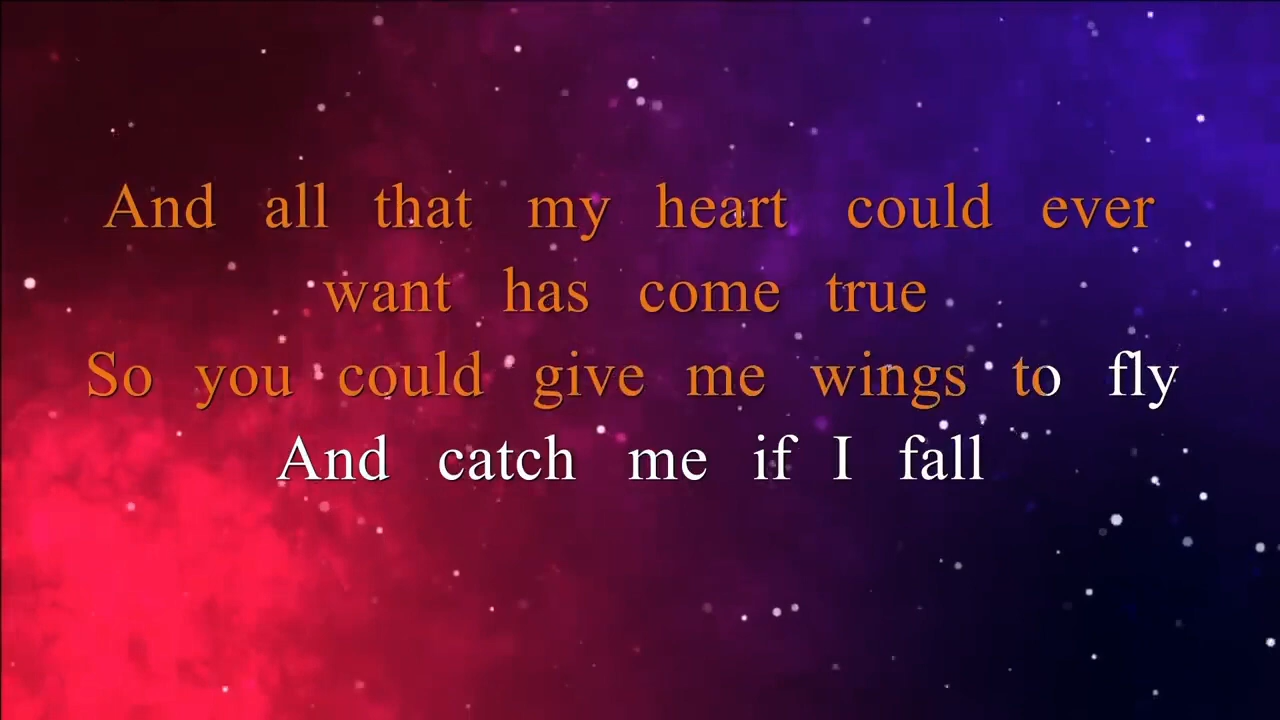 And all that my heart could ever
want has come true
So you could give me wings to fly
And catch me if I fall